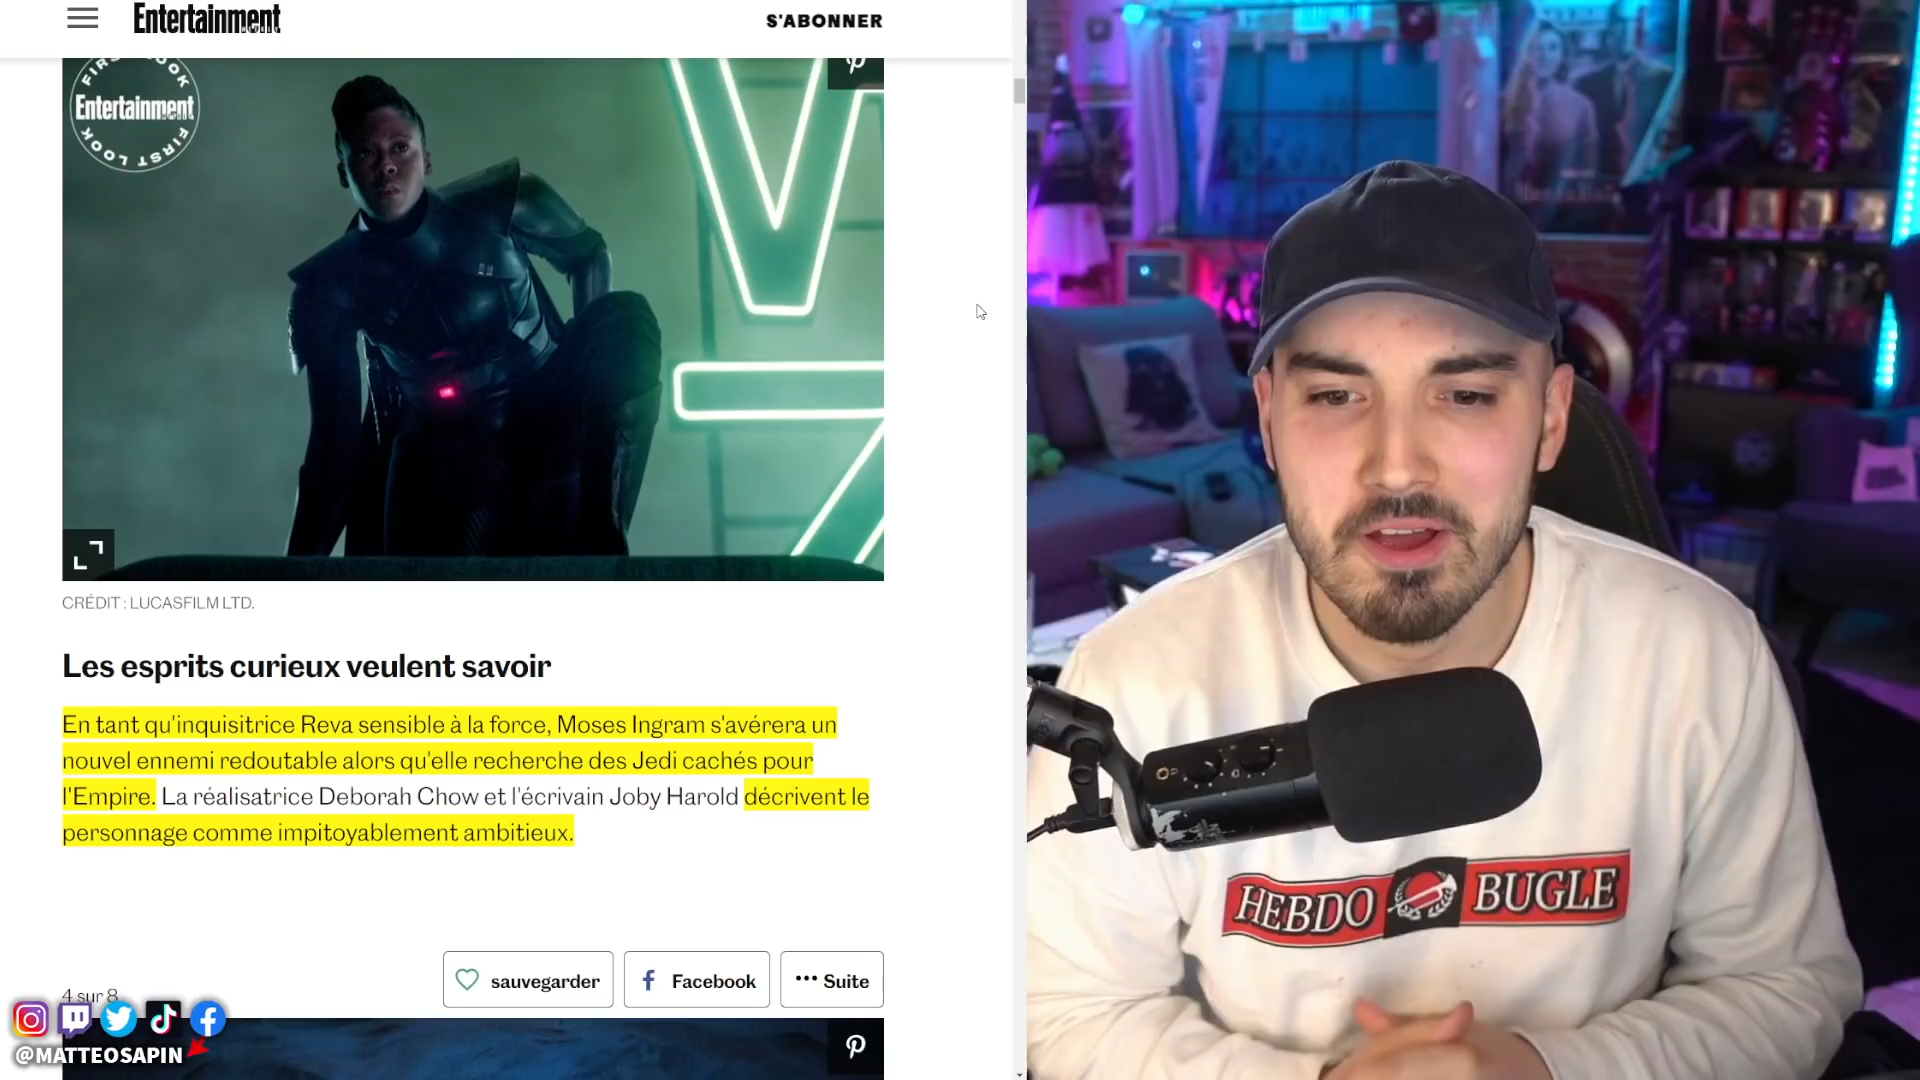 Entertainment
S'ABONNER
FIRST LOOK
Entertainment
FIRST LOOK
CRÉDIT : LUCASFILM LTD.
Les esprits curieux veulent savoir
En tant qu'inquisitrice Reva sensible à la force, Moses Ingram s'avérera un
nouvel ennemi redoutable alors qu'elle recherche des Jedi cachés pour
l'Empire. La réalisatrice Deborah Chow et l'écrivain Joby Harold décrivent le
personnage comme impitoyablement ambitieux.
sauvegarder
Facebook
Suite
4 sur 8
@MATTEOSAPIN
HEBDO BUGLE